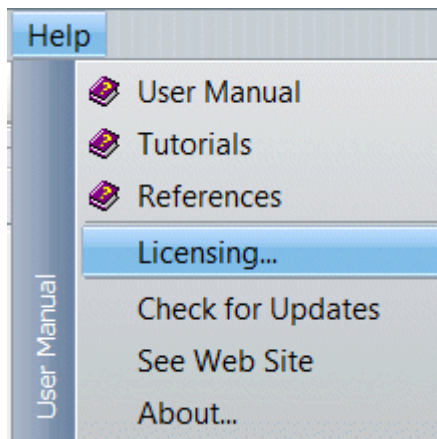 Help
User Manual
Tutorials
References
Licensing...
Check for Updates
See Web Site
About...
User Manual